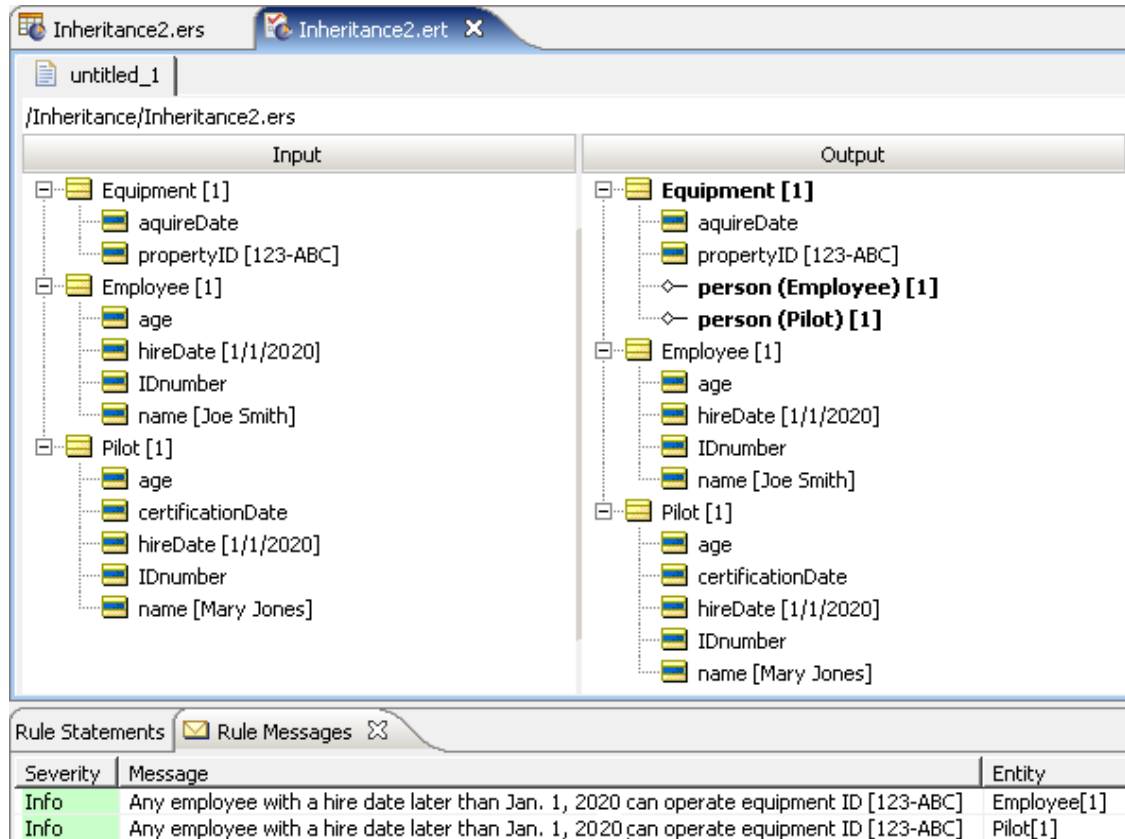 Inheritance2.ers Inheritance2.ert
untitled_1
/Inheritance/Inheritance2.ers
Input
Equipment [1]
aquireDate
propertyID [123-ABC]
Employee [1]
age
hireDate [1/1/2020]
IDnumber
name [Joe Smith]
Pilot [1]
age
certificationDate
hireDate [1/1/2020]
IDnumber
name [Mary Jones]
Output
Equipment [1]
aquireDate
propertyID [123-ABC]
person (Employee) [1]
person (Pilot) [1]
Employee [1]
age
hireDate [1/1/2020]
IDnumber
name [Joe Smith]
Pilot [1]
age
certificationDate
hireDate [1/1/2020]
IDnumber
name [Mary Jones]
Rule Statements Rule Messages
Severity Message Entity
Info Any employee with a hire date later than Jan. 1, 2020 can operate equipment ID [123-ABC] Employee[1]
Info Any employee with a hire date later than Jan. 1, 2020 can operate equipment ID [123-ABC] Pilot[1]